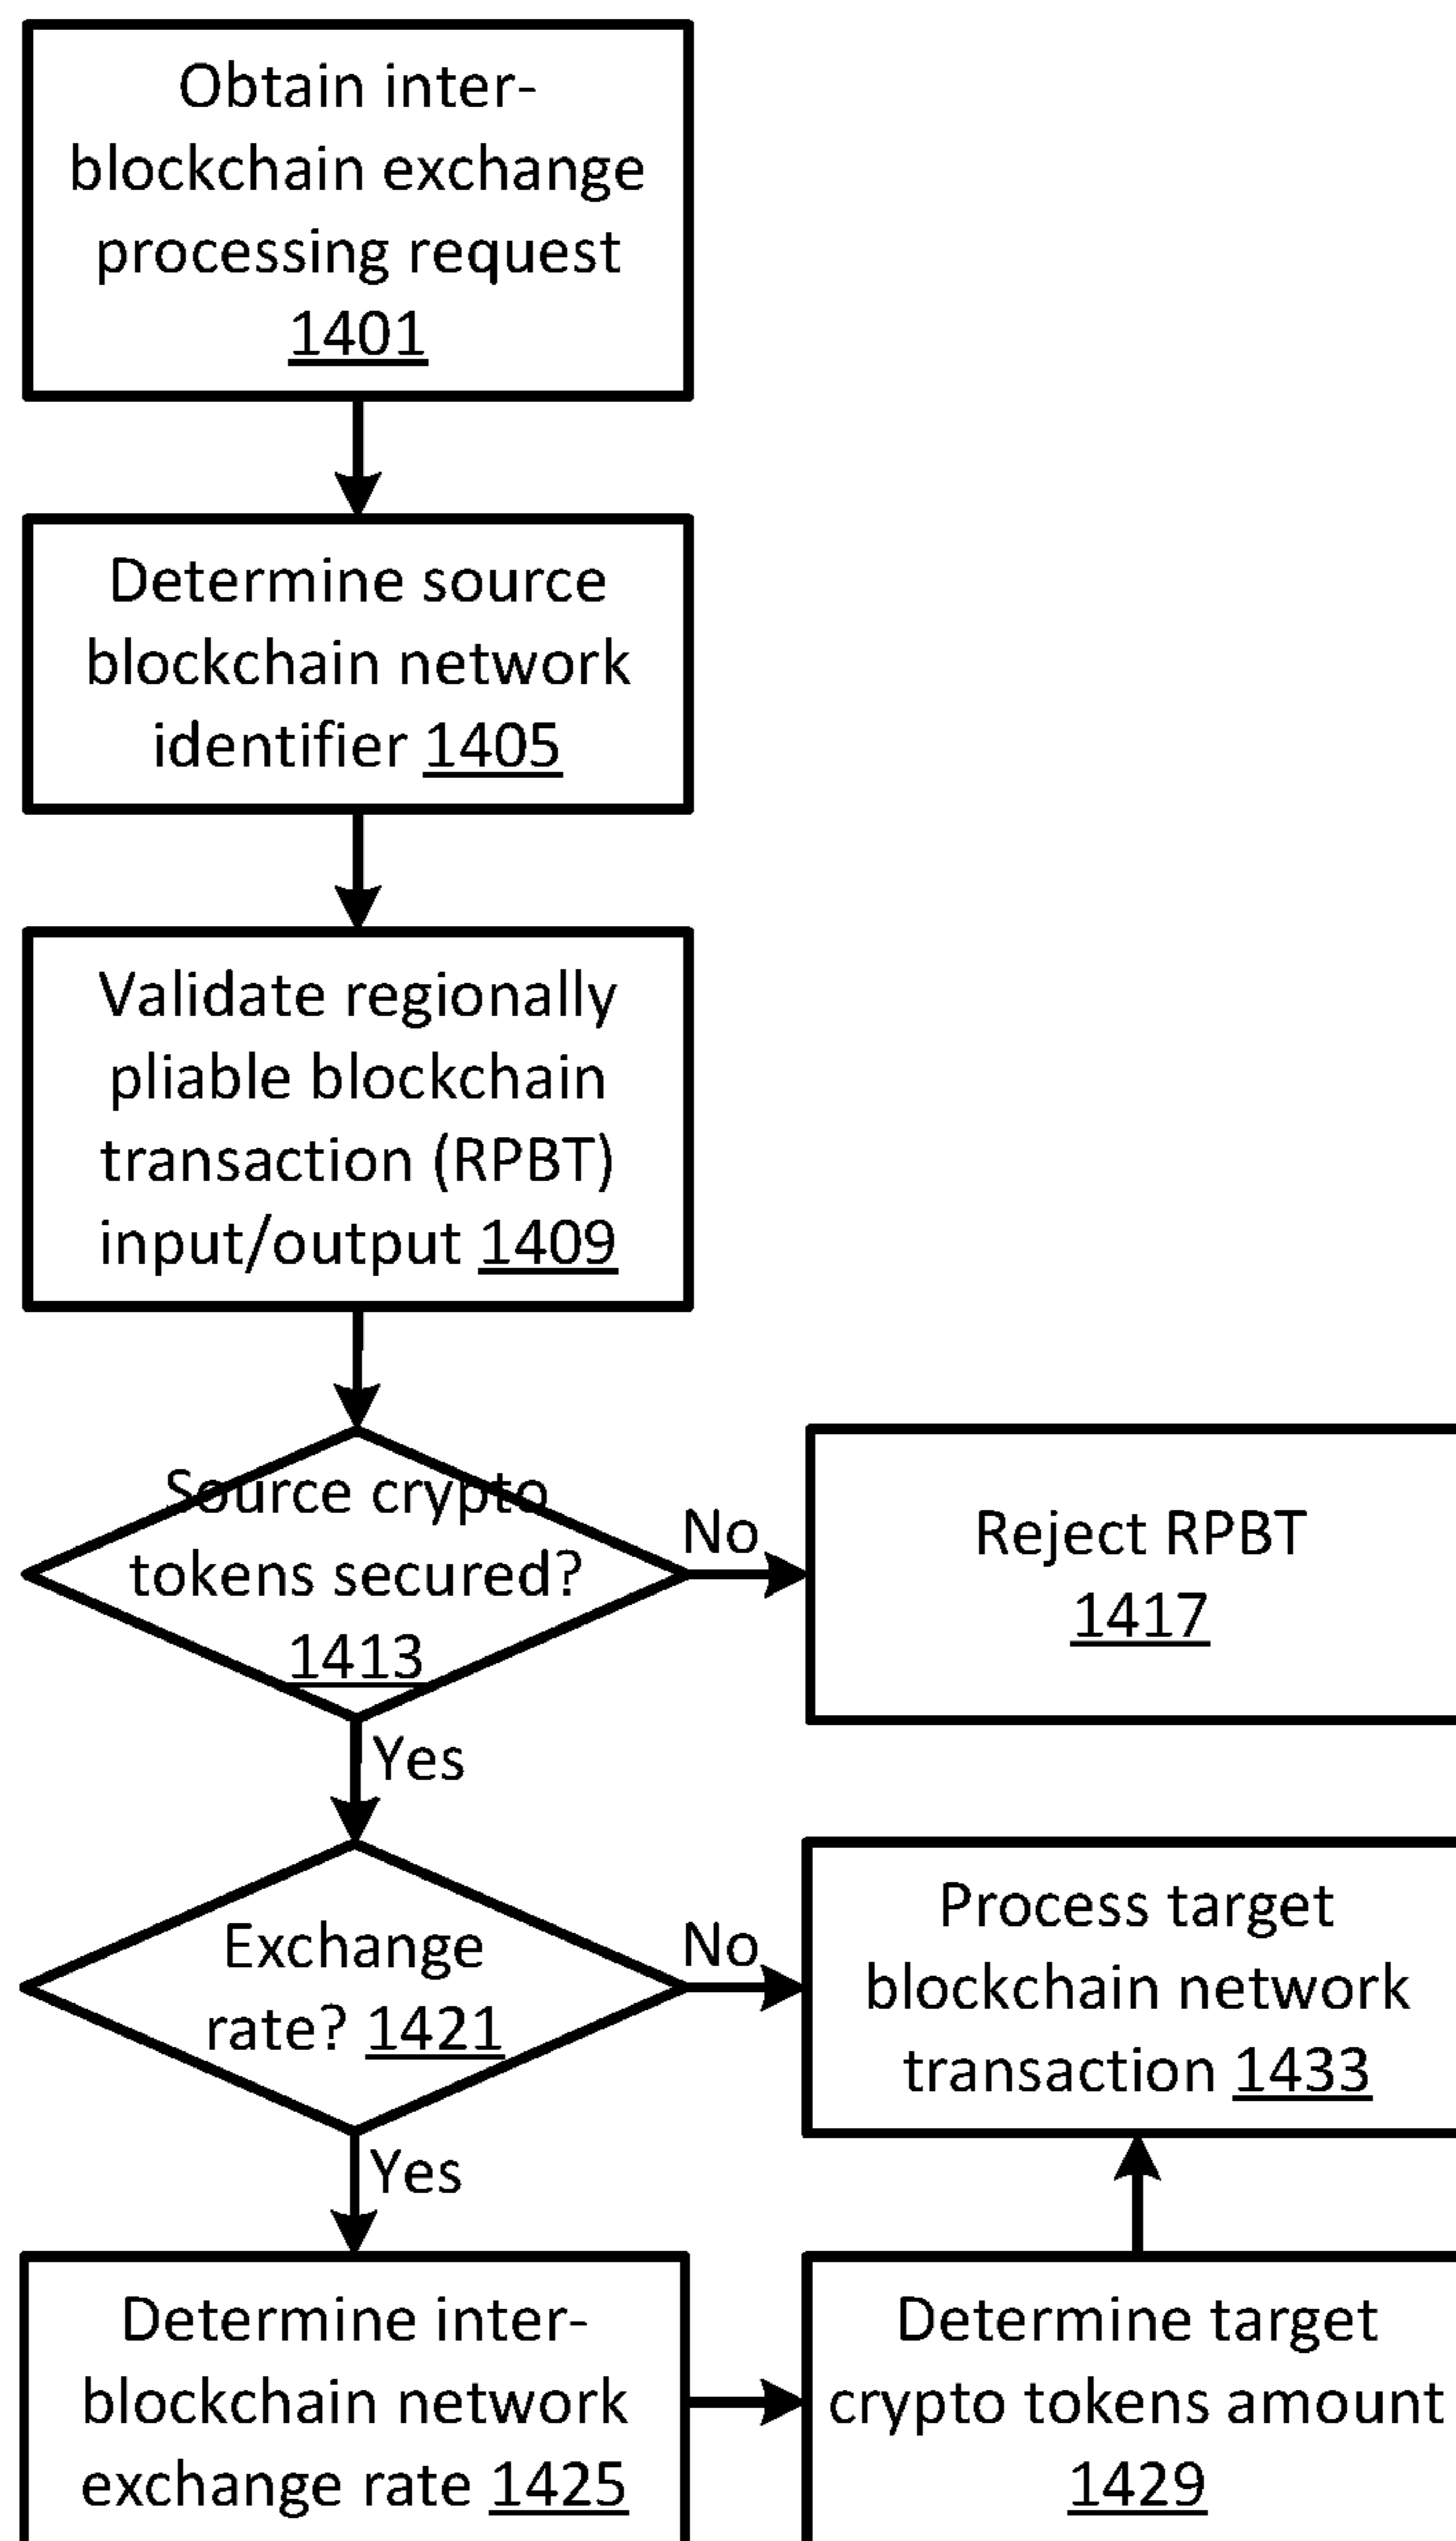 Obtain inter-
blockchain exchange
processing request
1401
Determine source
blockchain network
identifier 1405
Validate regionally
pliable blockchain
transaction (RPBT)
input/output 1409
Source crypto
tokens secured?
1413
No
Reject RPBT
1417
Yes
Exchange
rate? 1421
No
Process target
blockchain network
transaction 1433
Yes
Determine inter-
blockchain network
exchange rate 1425
Determine target
crypto tokens amount
1429